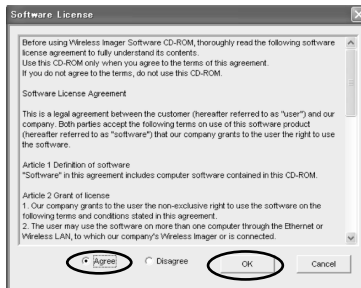 Software License
Before using Wireless Imager Software CD-ROM, thoroughly read the following software
license agreement to fully understand its contents.
Use this CD-ROM only when you agree to the terms of this agreement.
If you do not agree to the terms, do not use this CD-ROM.
Software License Agreement
This is a legal agreement between the customer (hereafter referred to as "user") and our
company. Both parties accept the following terms on use of this software product
(hereafter referred to as "software") that our company grants to the user the right to use
the software.
Article 1 Definition of software
"Software" in this agreement includes computer software contained in this CD-ROM.
Article 2 Grant of license
1. Our company grants to the user the non-exclusive right to use the software on the
following terms and conditions stated in this agreement.
2. The user may use the software on more than one computer through the Ethernet or
Wireless LAN, to which our company's Wireless Imager or is connected.
Agree Disagree OK Cancel